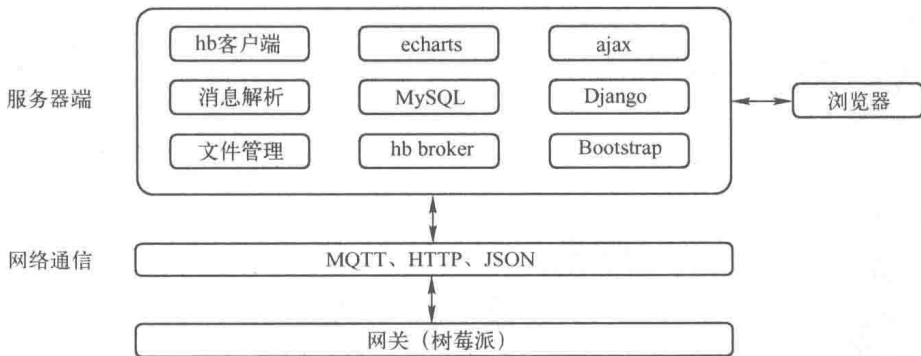 hb客户端 echarts ajax
服务器端 消息解析 MySQL Django 浏览器
文件管理 hb broker Bootstrap
网络通信 MQTT、HTTP、JSON
网关（树莓派）